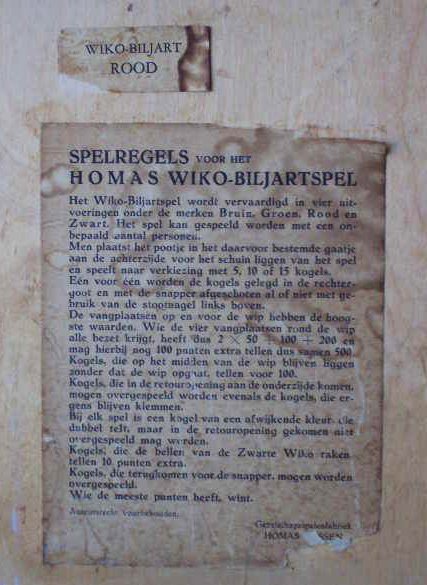 WIKO-BILJART
ROOD
SPELREGELS VOOR HET
HOMAS WIKO-BILJARTSPEL
Het Wiko-Biljartspel wordt vervaardigd in vier uit-
voeringen onder de merken Bruin, Groen, Rood en
Zwart. Het spel kan gespeeld worden met een on-
bepaald aantal personen.
Men plaatst het pootje in het daarvoor bestemde gaatje
aan de achterzijde voor het schuin liggen van het spel
en speelt naar verkiezing met 5, 10 of 15 kogels.
Eén voor één worden de kogels gelegd in de rechter-
goot en met de snapper afgeschoten al of niet met ge-
bruik van de stootnagel links boven.
De vangplaatsen op en voor de wip hebben de hoog-
ste waarden. Wie de vier vangplaatsen rond de wip
alle bezet krijgt, heeft dus 2 × 50 + 100 + 200 en
mag hierbij nog 100 punten extra tellen dus samen 500
Kogels, die op het midden van de wip blijven liggen
zonder dat de wip opgaat, tellen voor 100.
Kogels, die in de retouropening aan de onderzijde komen,
mogen overgespeeld worden evenals de kogels, die er-
gens blijven klemmen.
Bij elk spel is een kogel van een afwijkende kleur, die
dubbel telt, maar in de retouropening gekomen niet
overgespeeld mag worden.
Kogels, die de bellen van de Zwarte Wiko raken
tellen 10 punten extra.
Kogels, die terugkomen voor de snapper, mogen worden
overgespeeld.
Wie de meeste punten heeft, wint.
Auteursrecht voorbehouden.
Gezelschapspelenfabriek
HOMAS